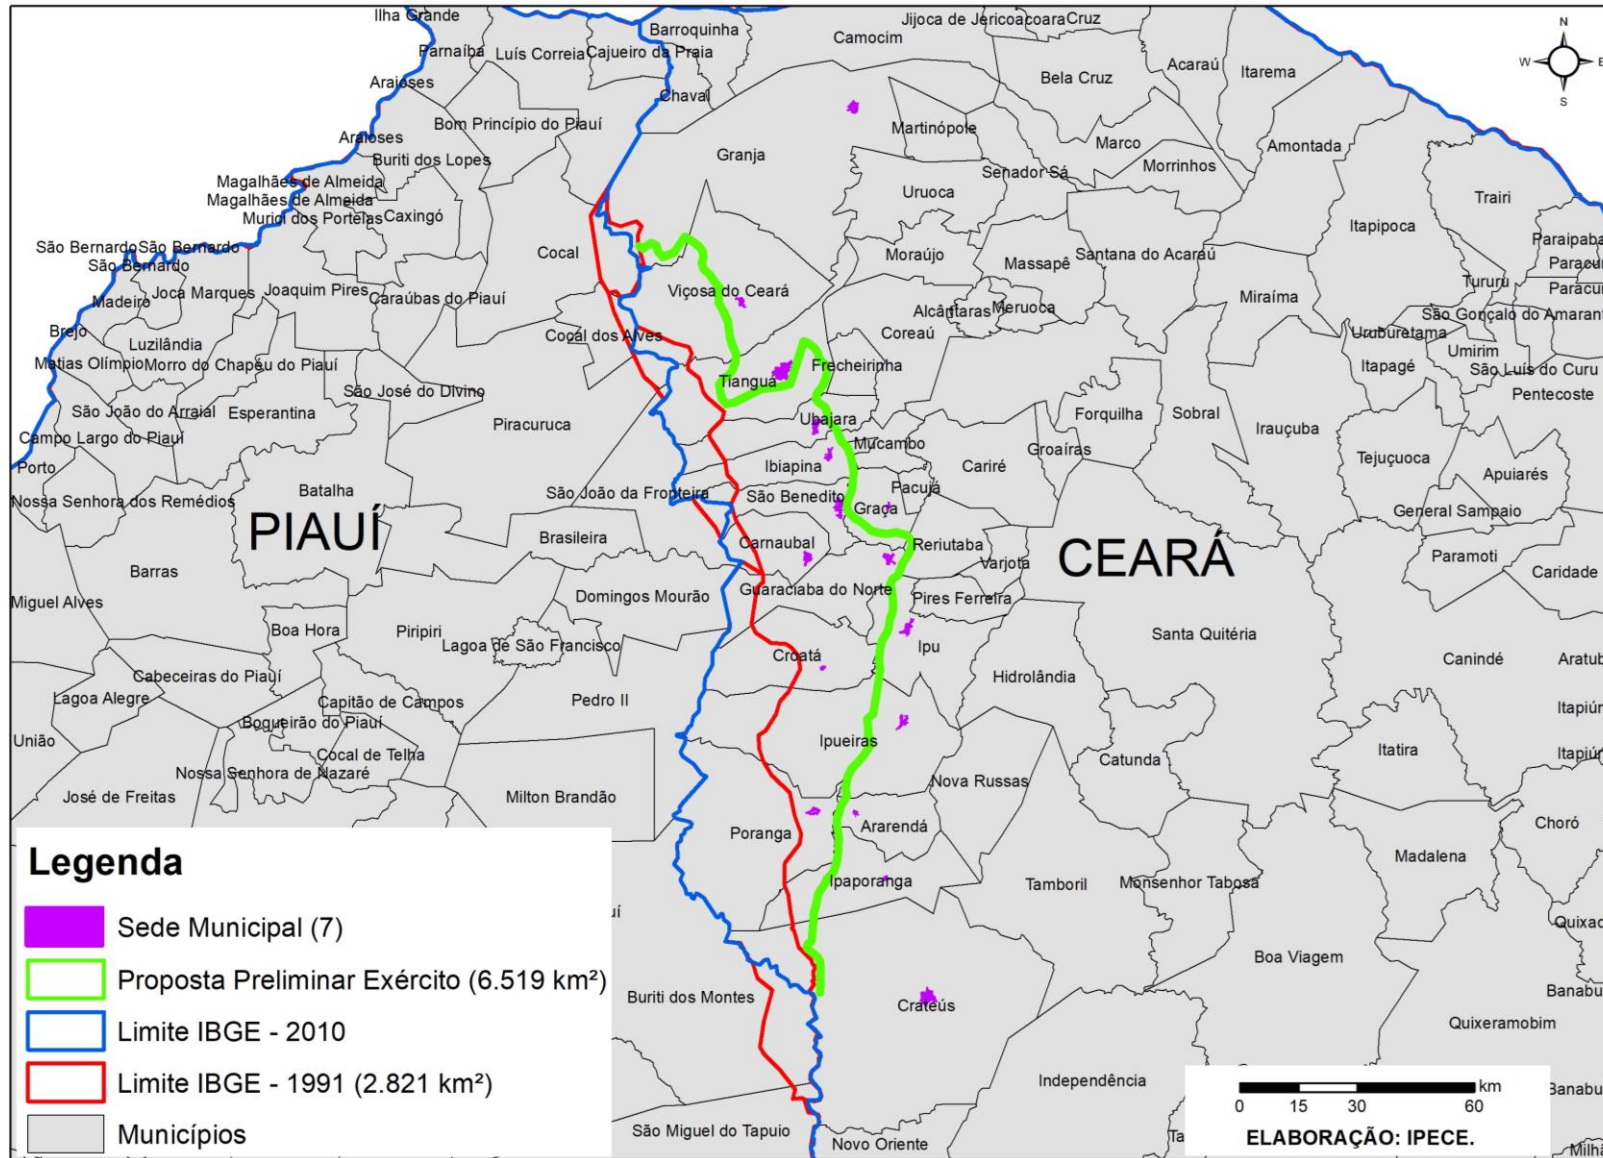 Ilha Grande
Jijoca de Jericoacoara
Cruz
Barroquinha
Camocim
Parnaíba
Luís Correia
Cajueiro da Praia
N
W
E
S
Acaraú
Itarema
Bela Cruz
Araioses
Chaval
Bom Princípio do Piauí
Martinópole
Araioses
Marco
Amontada
Buriti dos Lopes
Granja
Morrinhos
Senador Sá
Magalhães de Almeida
Uruoca
Trairi
Magalhães de Almeida
Murici dos Portelas
Caxingó
Itapipoca
São Bernardo
São Bernardo
Cocal
Moraújo
Santana do Acaraú
Paraipaba
São Bernardo
Massapê
Joca Marques
Joaquim Pires
Viçosa do Ceará
Tururu
Madeiro
Caraúbas do Piauí
Miraíma
Alcântaras
Meruoca
São Gonçalo do Amarant
Brejo
Cocal dos Alves
Coreaú
Uruburetama
Luzilândia
Umirim
Matias Olímpio
Morro do Chapéu do Piauí
Frecheirinha
Itapagé
São Luís do Curu
Tianguá
São José do Divino
Pentecoste
São João do Arraial
Esperantina
Forquilha
Sobral
Piracuruca
Ubajara
Irauçuba
Campo Largo do Piauí
Mucambo
Groaíras
Tejuçuoca
Porto
Ibiapina
Cariré
Apuiarés
Nossa Senhora dos Remédios
Batalha
São João da Fronteira
São Benedito
Pacujá
Graça
General Sampaio
PIAUÍ
Brasileira
Carnaubal
Reriutaba
CEARÁ
Varjota
Paramoti
Caridade
Barras
Guaraciaba do Norte
Domingos Mourão
Pires Ferreira
Miguel Alves
Boa Hora
Piripiri
Lagoa de São Francisco
Ipu
Santa Quitéria
Croatá
Canindé
Aratub
Cabeceiras do Piauí
Hidrolândia
Lagoa Alegre
Capitão de Campos
Pedro II
Itapiún
Boqueirão do Piauí
União
Ipueiras
Itatira
Itapiún
Cocal de Telha
Catunda
Nossa Senhora de Nazaré
Nova Russas
José de Freitas
Milton Brandão
Poranga
Ararendá
Choró
Madalena
Ipaporanga
Tamboril
Monsenhor Tabosa
Quixad
Boa Viagem
Buriti dos Montes
Crateús
Banabu
Quixeramobim
Independência
Banabu
São Miguel do Tapuio
Novo Oriente
Milhã
Legenda
Sede Municipal (7)
Proposta Preliminar Exército (6.519 km²)
Limite IBGE - 2010
Limite IBGE - 1991 (2.821 km²)
Municípios
km
0 15 30 60
ELABORAÇÃO: IPECE.